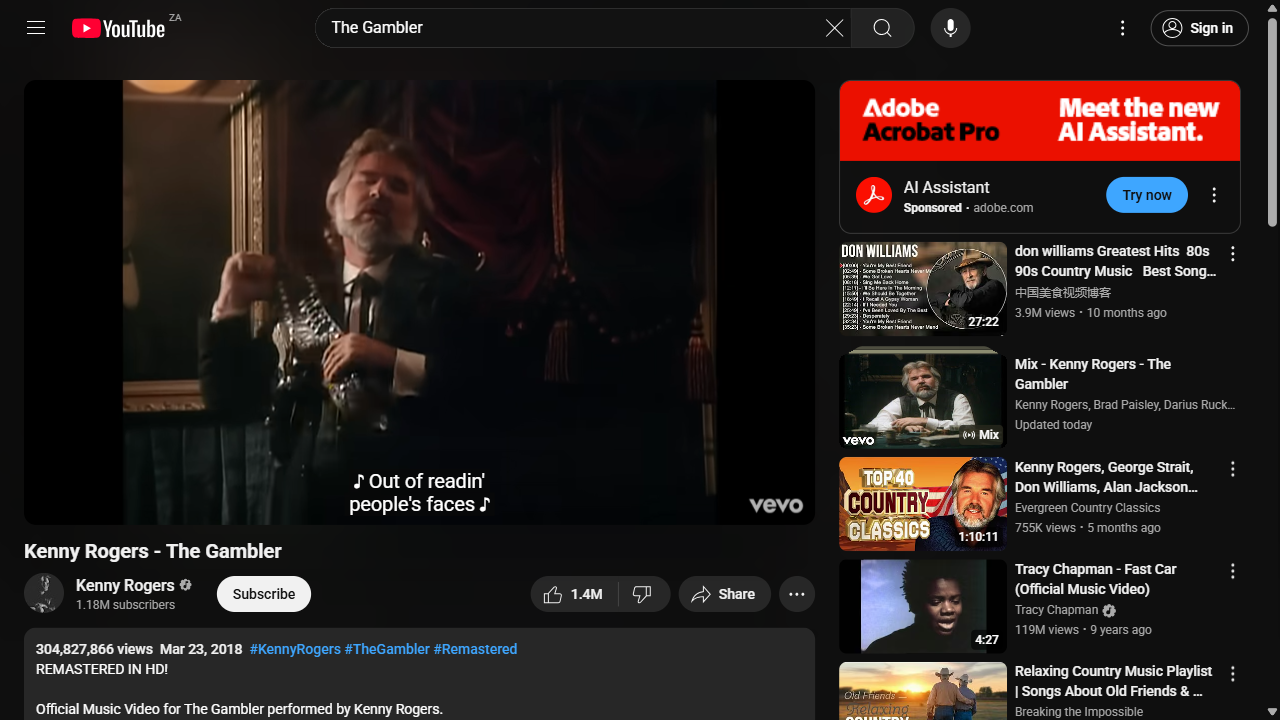 YouTube ZA
The Gambler
Sign in
♪ Out of readin'
people's faces ♪
vevo
Kenny Rogers - The Gambler
Kenny Rogers
1.18M subscribers
Subscribe
1.4M
Share
304,827,866 views Mar 23, 2018 #KennyRogers #TheGambler #Remastered
REMASTERED IN HD!
Official Music Video for The Gambler performed by Kenny Rogers.
Adobe
Acrobat Pro
Meet the new
AI Assistant.
AI Assistant
Sponsored · adobe.com
Try now
DON WILLIAMS
27:22
don williams Greatest Hits 80s
90s Country Music Best Song...
中国美食视频博客
3.9M views · 10 months ago
vevo
Mix
Mix - Kenny Rogers - The
Gambler
Kenny Rogers, Brad Paisley, Darius Ruck...
Updated today
TOP 40
COUNTRY
CLASSICS
1:10:11
Kenny Rogers, George Strait,
Don Williams, Alan Jackson...
Evergreen Country Classics
755K views · 5 months ago
4:27
Tracy Chapman - Fast Car
(Official Music Video)
Tracy Chapman
119M views · 9 years ago
Old Friends —
Relaxing
COUNTRY
Relaxing Country Music Playlist
| Songs About Old Friends & ...
Breaking the Impossible